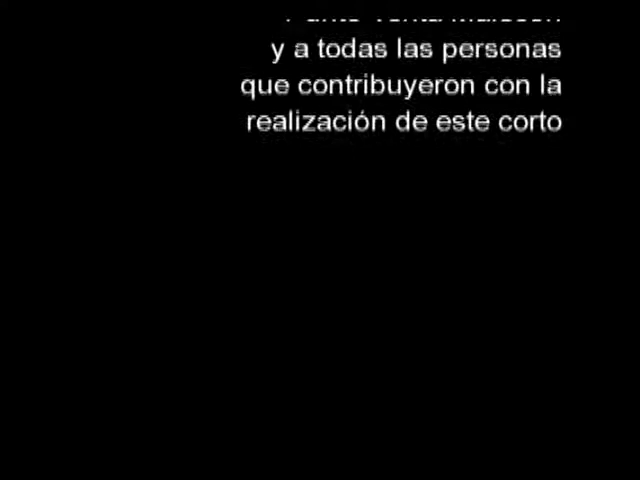 y a todas las personas
que contribuyeron con la
realización de este corto